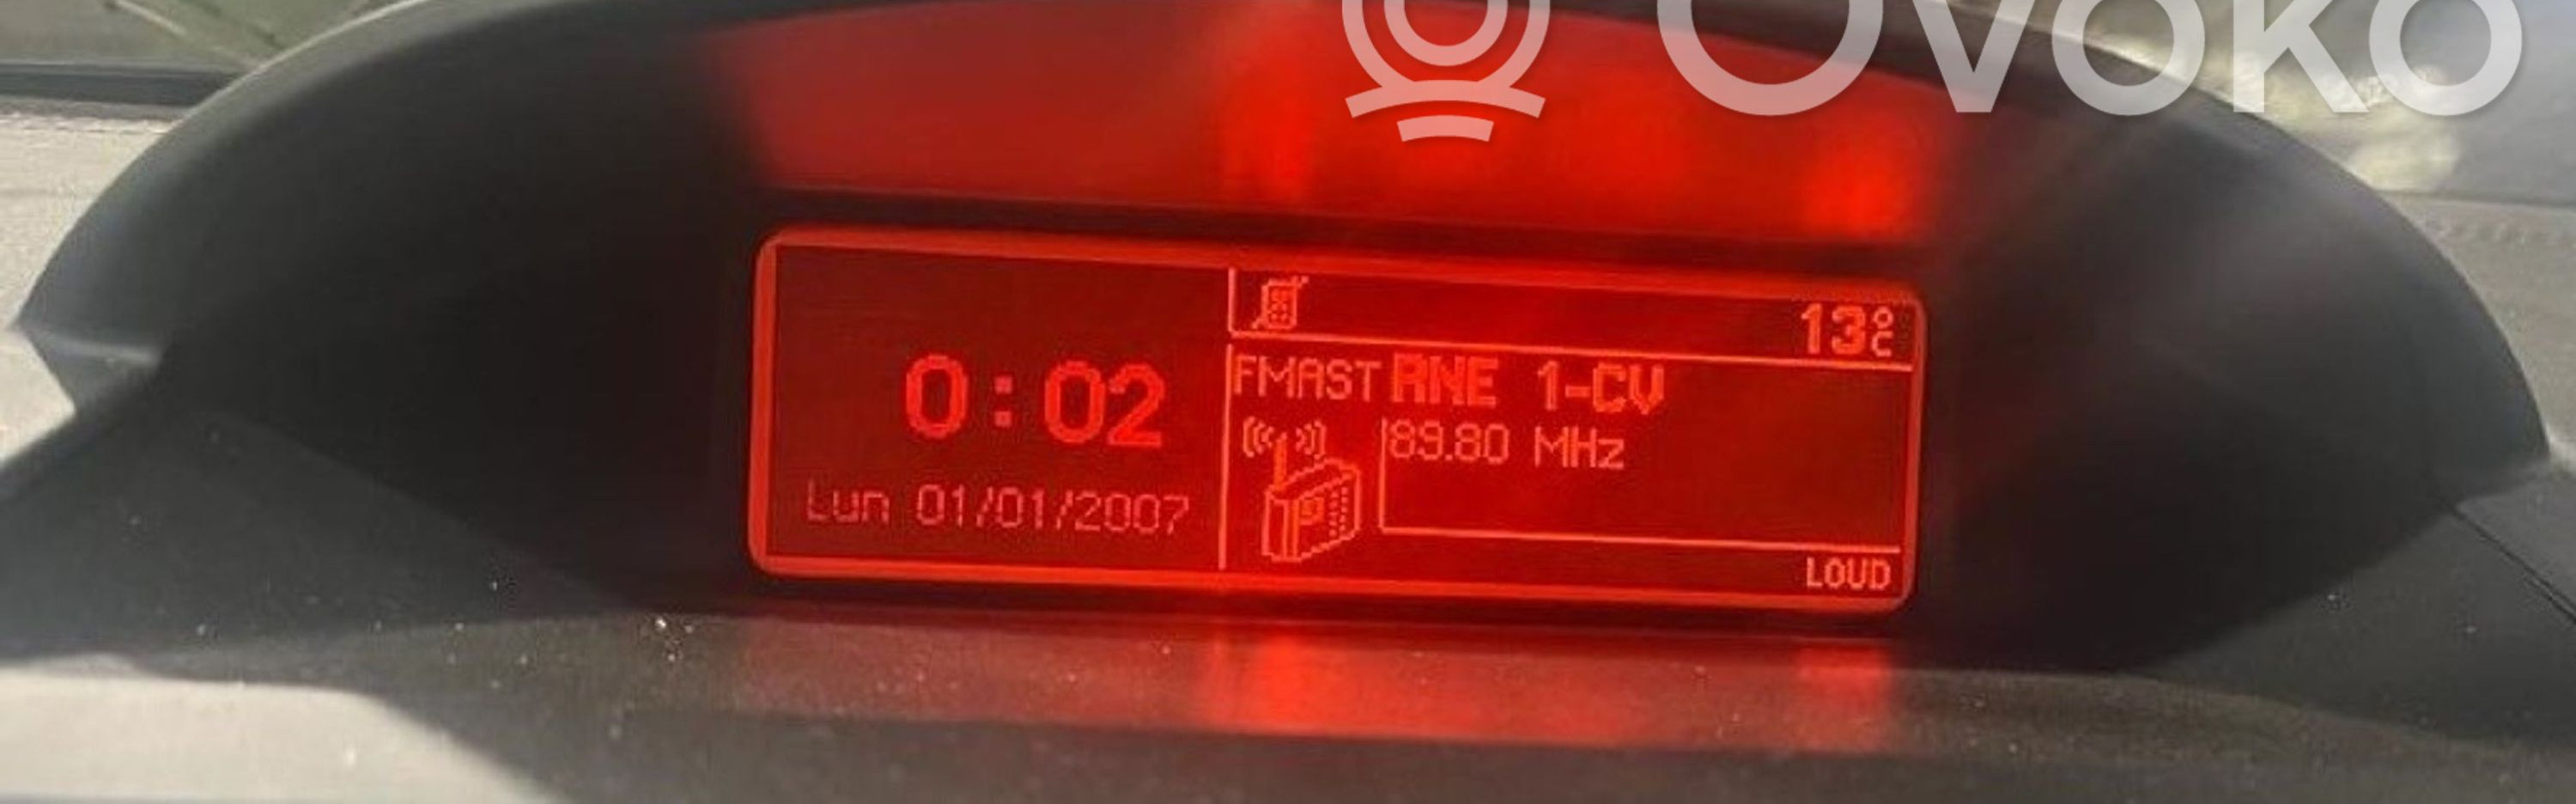 Ovoko
13°C
0:02
FMAST RNE 1-CV
89.80 MHz
Lun 01/01/2007
LOUD